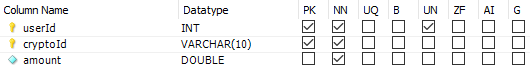 Column Name Datatype PK NN UQ B UN ZF AI G
userId INT
cryptoId VARCHAR(10)
amount DOUBLE